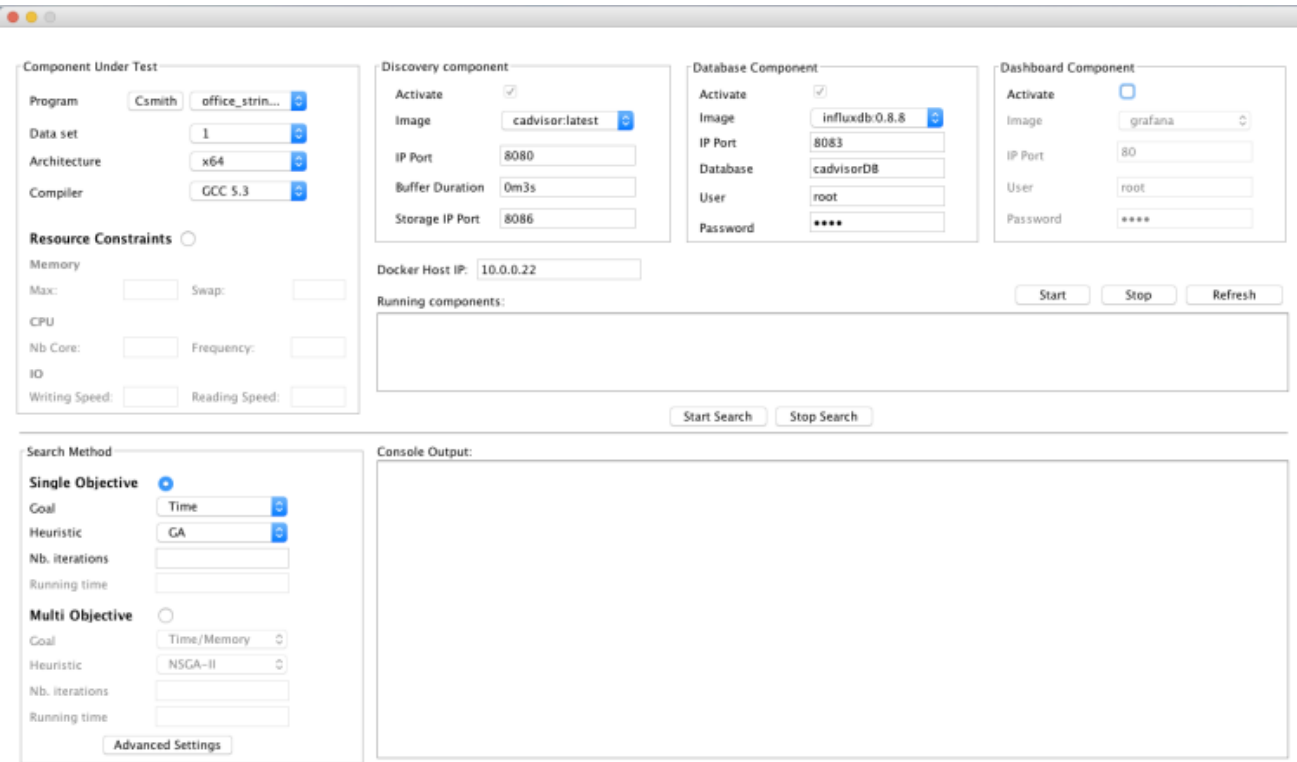 Component Under Test
Program Csmith office_strin...
Data set 1
Architecture x64
Compiler GCC 5.3
Resource Constraints
Memory
Max: Swap:
CPU
Nb Core: Frequency:
IO
Writing Speed: Reading Speed:
Discovery component
Activate
Image cadvisor:latest
IP Port 8080
Buffer Duration 0m3s
Storage IP Port 8086
Database Component
Activate
Image influxdb:0.8.8
IP Port 8083
Database cadvisorDB
User root
Password ••••
Dashboard Component
Activate
Image grafana
IP Port 80
User root
Password ••••
Docker Host IP: 10.0.0.22
Running components:
Start Stop Refresh
Start Search Stop Search
Search Method
Single Objective
Goal Time
Heuristic GA
Nb. iterations
Running time
Multi Objective
Goal Time/Memory
Heuristic NSGA-II
Nb. iterations
Running time
Advanced Settings
Console Output: